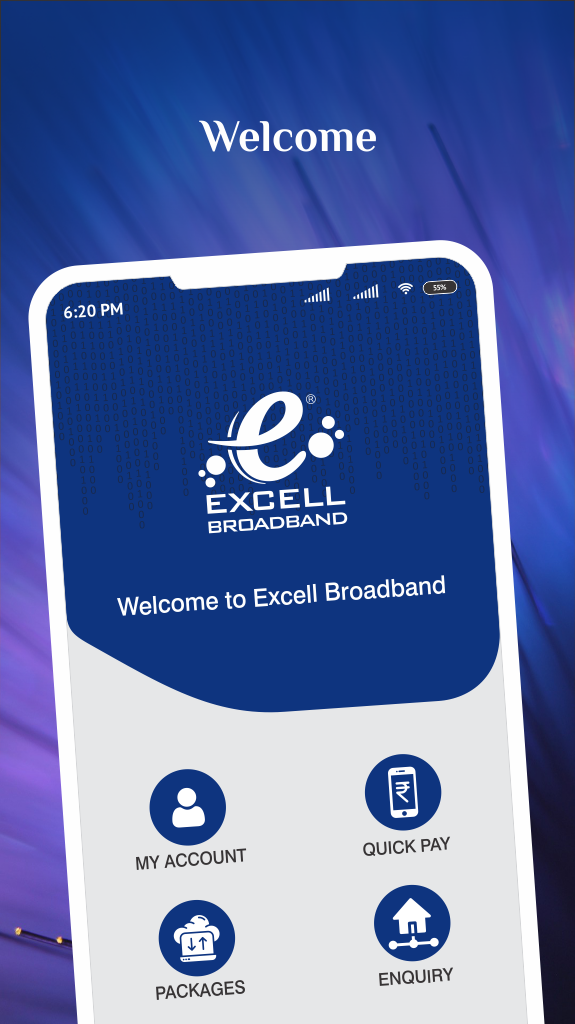 Welcome
6:20 PM
55%
e®
EXCELL
BROADBAND
Welcome to Excell Broadband
MY ACCOUNT
QUICK PAY
PACKAGES
ENQUIRY